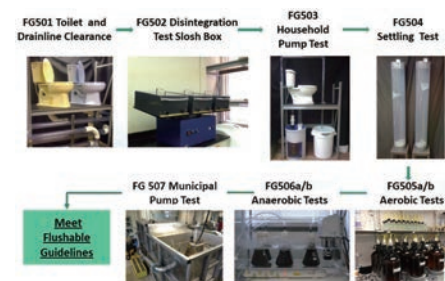 FG501 Toilet and
Drainline Clearance
FG502 Disintegration
Test Slosh Box
FG503
Household
Pump Test
FG504
Settling Test
FG505a/b
Aerobic Tests
FG506a/b
Anaerobic Tests
FG 507 Municipal
Pump Test
Meet
Flushable
Guidelines